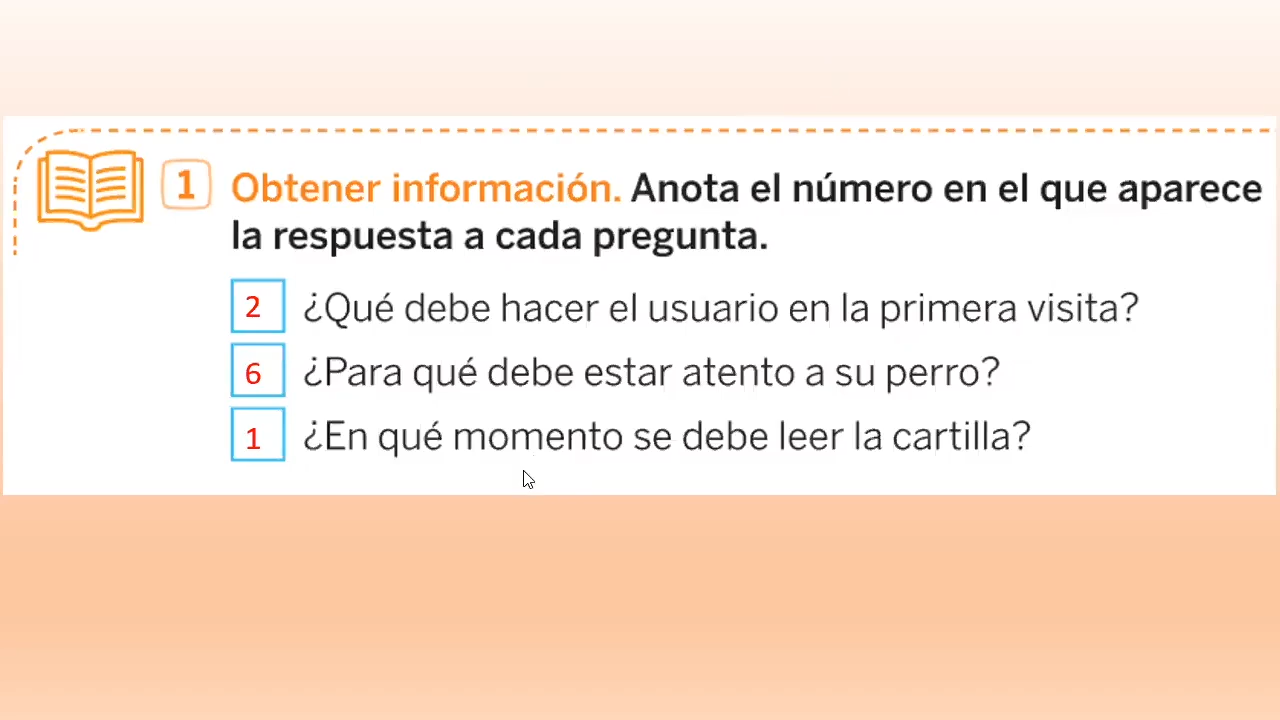 1 Obtener información. Anota el número en el que aparece
la respuesta a cada pregunta.
2 ¿Qué debe hacer el usuario en la primera visita?
6 ¿Para qué debe estar atento a su perro?
1 ¿En qué momento se debe leer la cartilla?